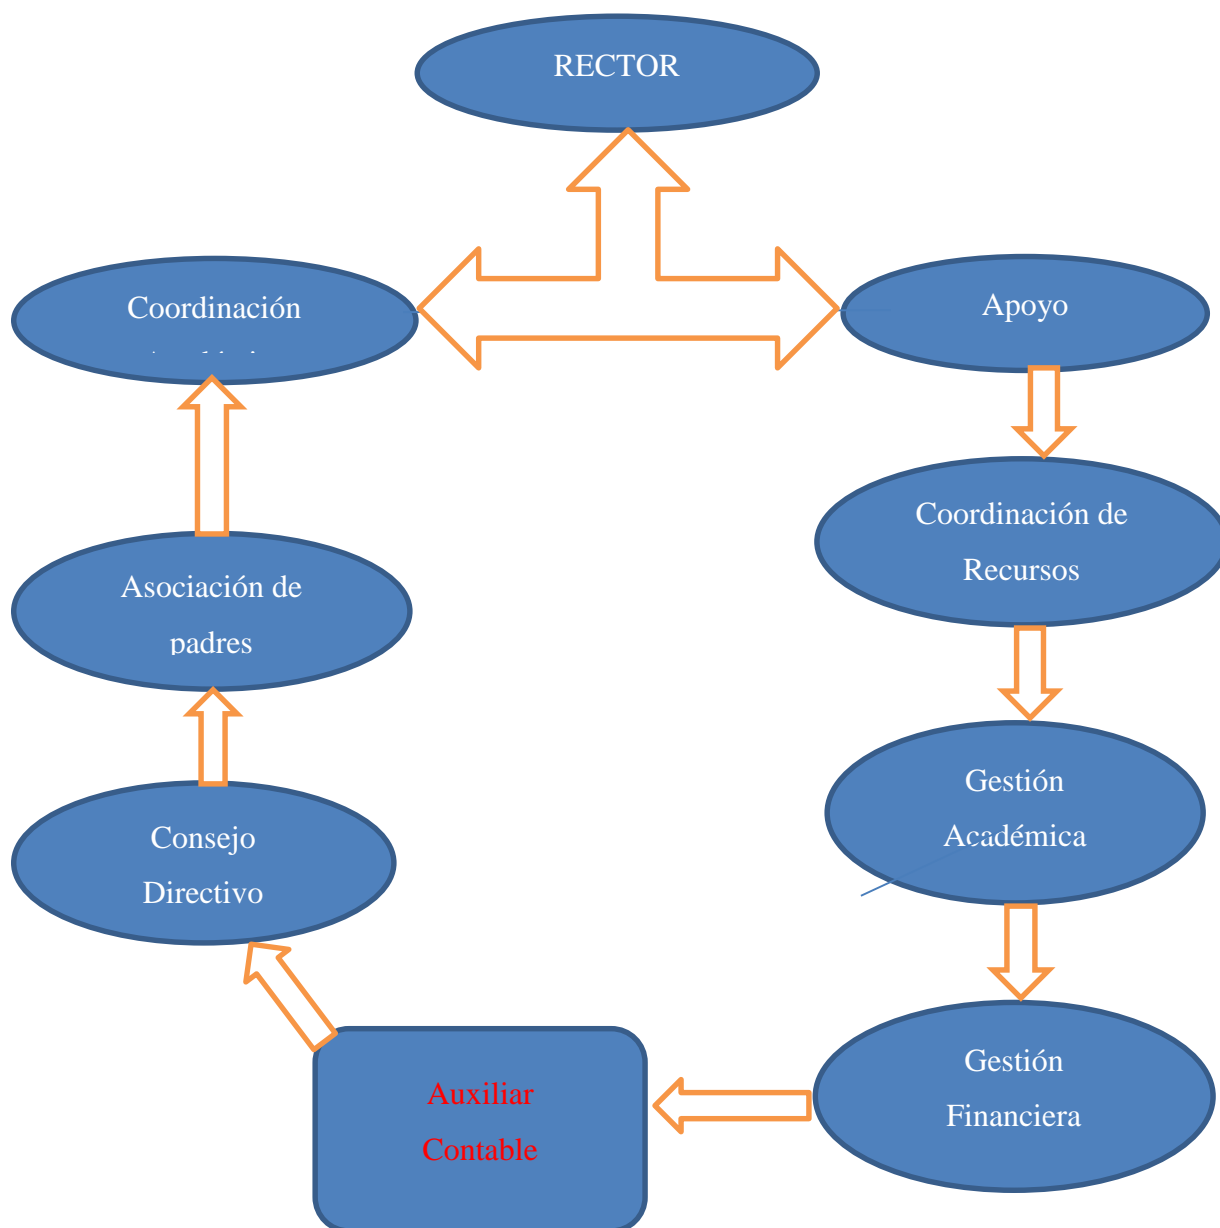 RECTOR
Coordinación
Apoyo
Coordinación de
Recursos
Asociación de
padres
Gestión
Académica
Consejo
Directivo
Gestión
Financiera
Auxiliar
Contable